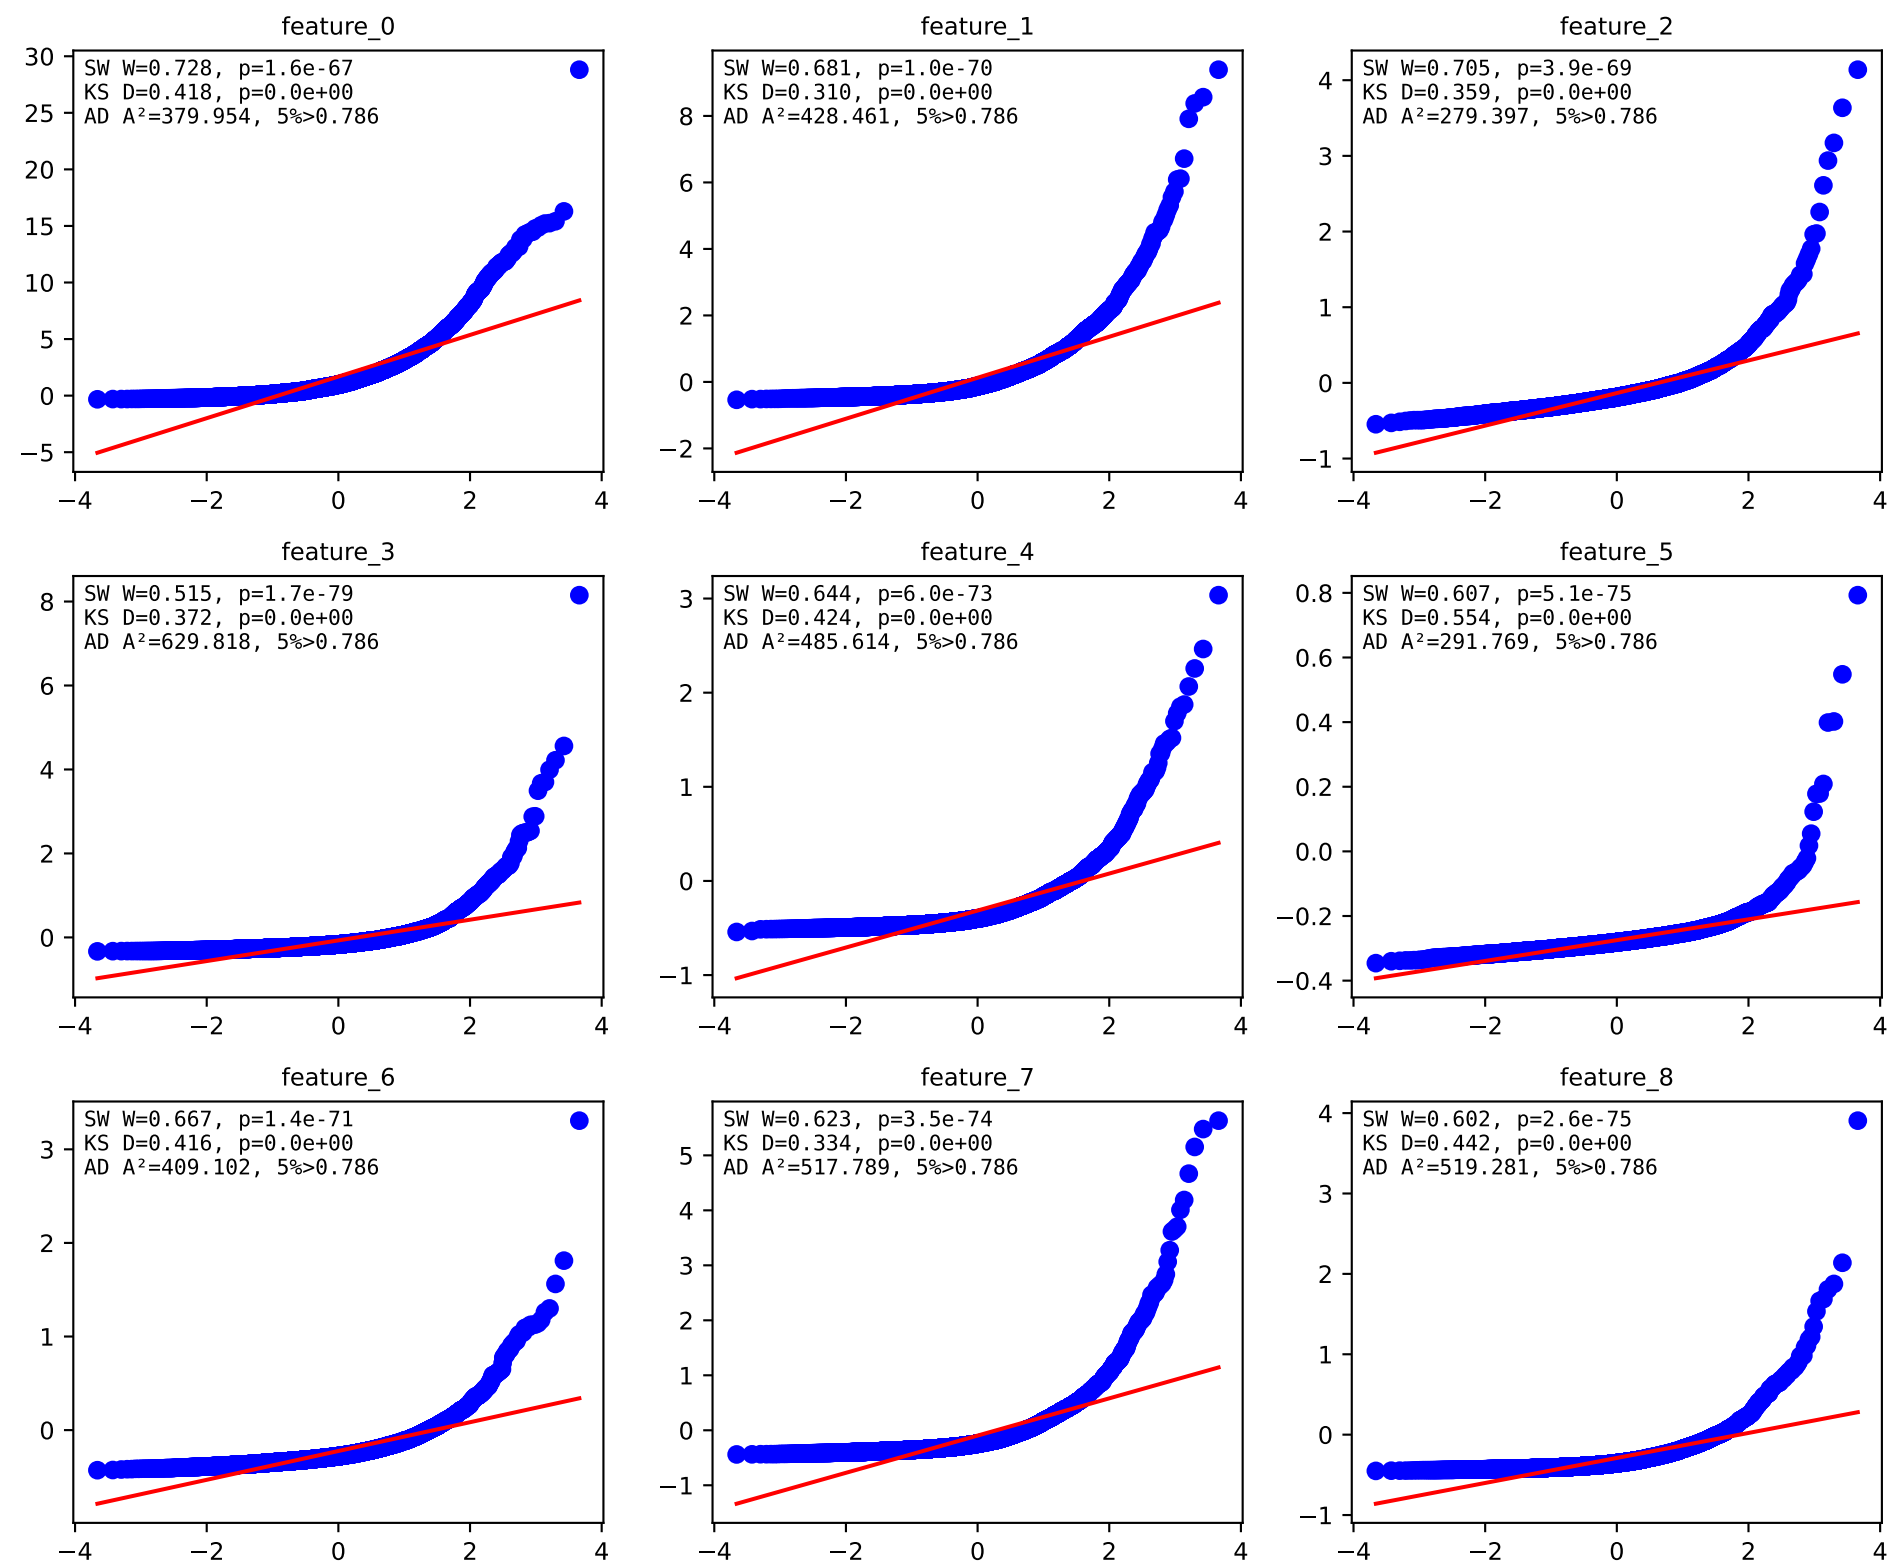 feature_0
SW W=0.728, p=1.6e-67
KS D=0.418, p=0.0e+00
AD A²=379.954, 5%>0.786
30
25
20
15
10
5
0
−5
−4 −2 0 2 4
feature_1
SW W=0.681, p=1.0e-70
KS D=0.310, p=0.0e+00
AD A²=428.461, 5%>0.786
8
6
4
2
0
−2
−4 −2 0 2 4
feature_2
SW W=0.705, p=3.9e-69
KS D=0.359, p=0.0e+00
AD A²=279.397, 5%>0.786
4
3
2
1
0
−1
−4 −2 0 2 4
feature_3
SW W=0.515, p=1.7e-79
KS D=0.372, p=0.0e+00
AD A²=629.818, 5%>0.786
8
6
4
2
0
−4 −2 0 2 4
feature_4
SW W=0.644, p=6.0e-73
KS D=0.424, p=0.0e+00
AD A²=485.614, 5%>0.786
3
2
1
0
−1
−4 −2 0 2 4
feature_5
SW W=0.607, p=5.1e-75
KS D=0.554, p=0.0e+00
AD A²=291.769, 5%>0.786
0.8
0.6
0.4
0.2
0.0
−0.2
−0.4
−4 −2 0 2 4
feature_6
SW W=0.667, p=1.4e-71
KS D=0.416, p=0.0e+00
AD A²=409.102, 5%>0.786
3
2
1
0
−4 −2 0 2 4
feature_7
SW W=0.623, p=3.5e-74
KS D=0.334, p=0.0e+00
AD A²=517.789, 5%>0.786
5
4
3
2
1
0
−1
−4 −2 0 2 4
feature_8
SW W=0.602, p=2.6e-75
KS D=0.442, p=0.0e+00
AD A²=519.281, 5%>0.786
4
3
2
1
0
−1
−4 −2 0 2 4